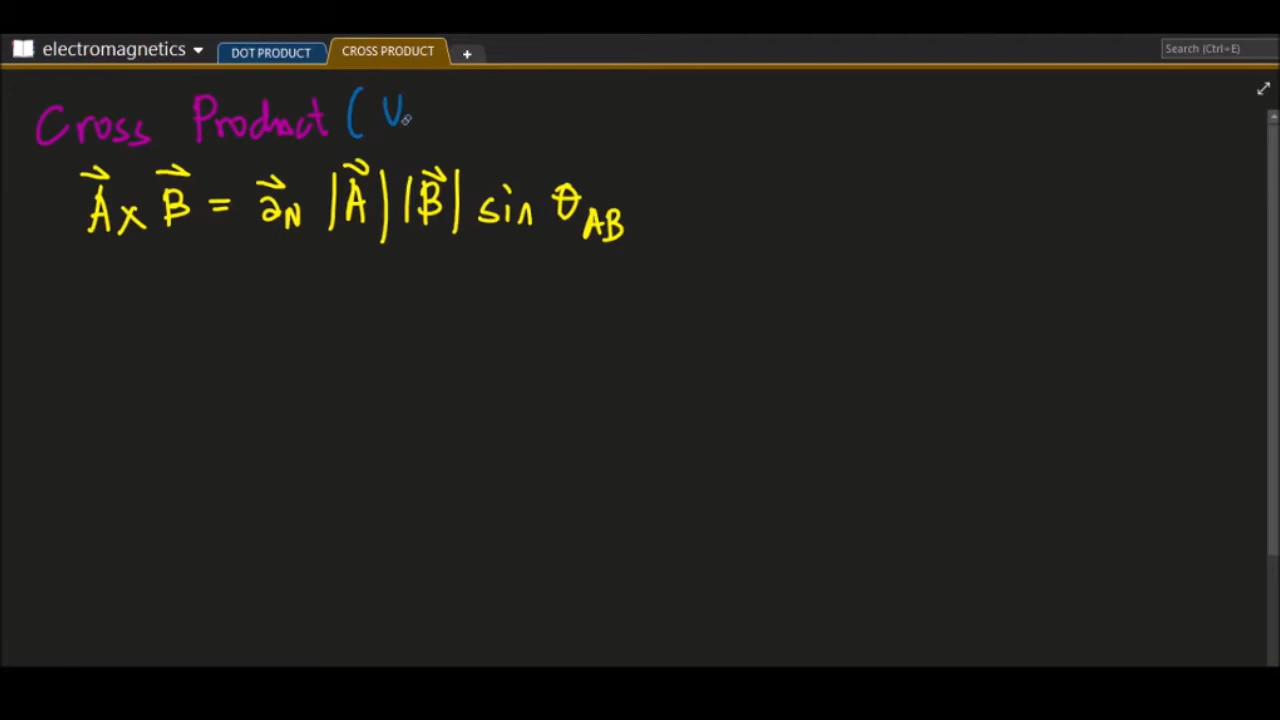 electromagnetics DOT PRODUCT CROSS PRODUCT + Search (Ctrl+E)
Cross Product ( V
A⃗ x B⃗ = a⃗N |A⃗| |B⃗| sin θAB